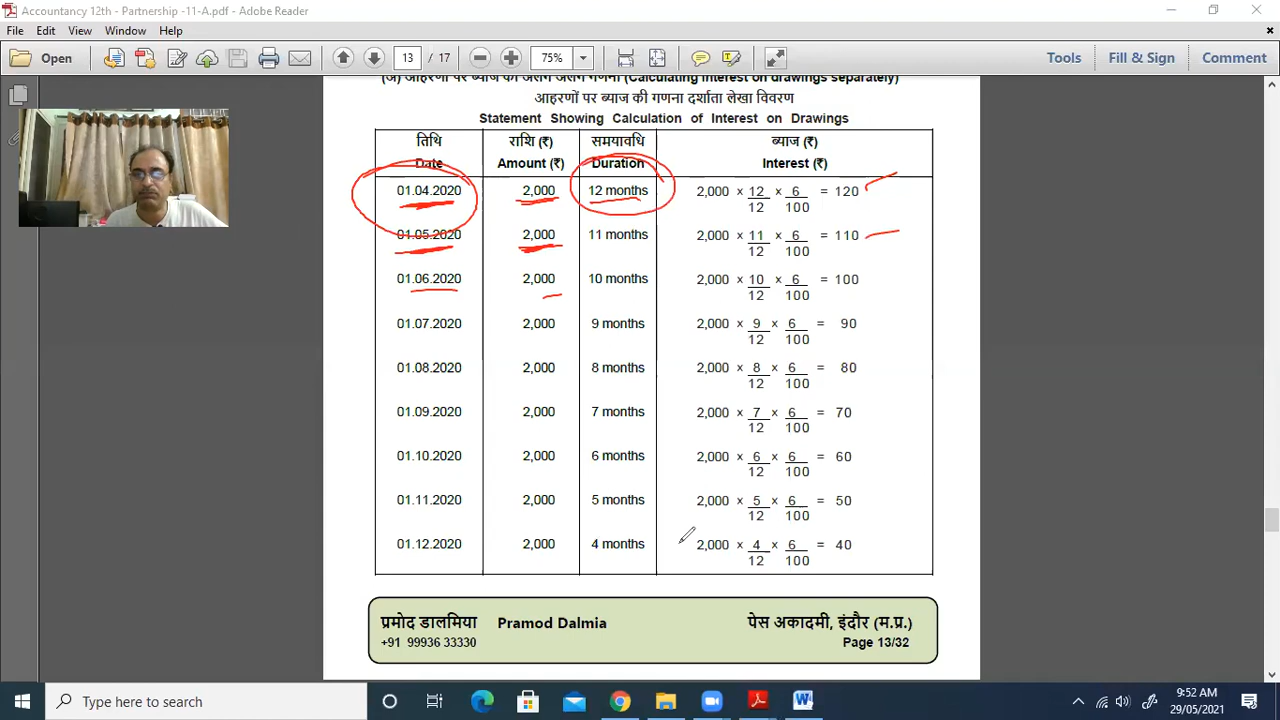 Accountancy 12th - Partnership -11-A.pdf - Adobe Reader
File Edit View Window Help
Open 13 / 17 75% Tools Fill & Sign Comment
(Calculating interest on drawings separately)
आहरणों पर ब्याज की गणना दर्शाता लेखा विवरण
Statement Showing Calculation of Interest on Drawings
तिथि राशि (₹) समयावधि ब्याज (₹)
Date Amount (₹) Duration Interest (₹)
01.04.2020 2,000 12 months 2,000 × 12/12 × 6/100 = 120
01.05.2020 2,000 11 months 2,000 × 11/12 × 6/100 = 110
01.06.2020 2,000 10 months 2,000 × 10/12 × 6/100 = 100
01.07.2020 2,000 9 months 2,000 × 9/12 × 6/100 = 90
01.08.2020 2,000 8 months 2,000 × 8/12 × 6/100 = 80
01.09.2020 2,000 7 months 2,000 × 7/12 × 6/100 = 70
01.10.2020 2,000 6 months 2,000 × 6/12 × 6/100 = 60
01.11.2020 2,000 5 months 2,000 × 5/12 × 6/100 = 50
01.12.2020 2,000 4 months 2,000 × 4/12 × 6/100 = 40
प्रमोद डालमिया Pramod Dalmia पेस अकादमी, इंदौर (म.प्र.)
+91 99936 33330 Page 13/32
Type here to search
9:52 AM
29/05/2021